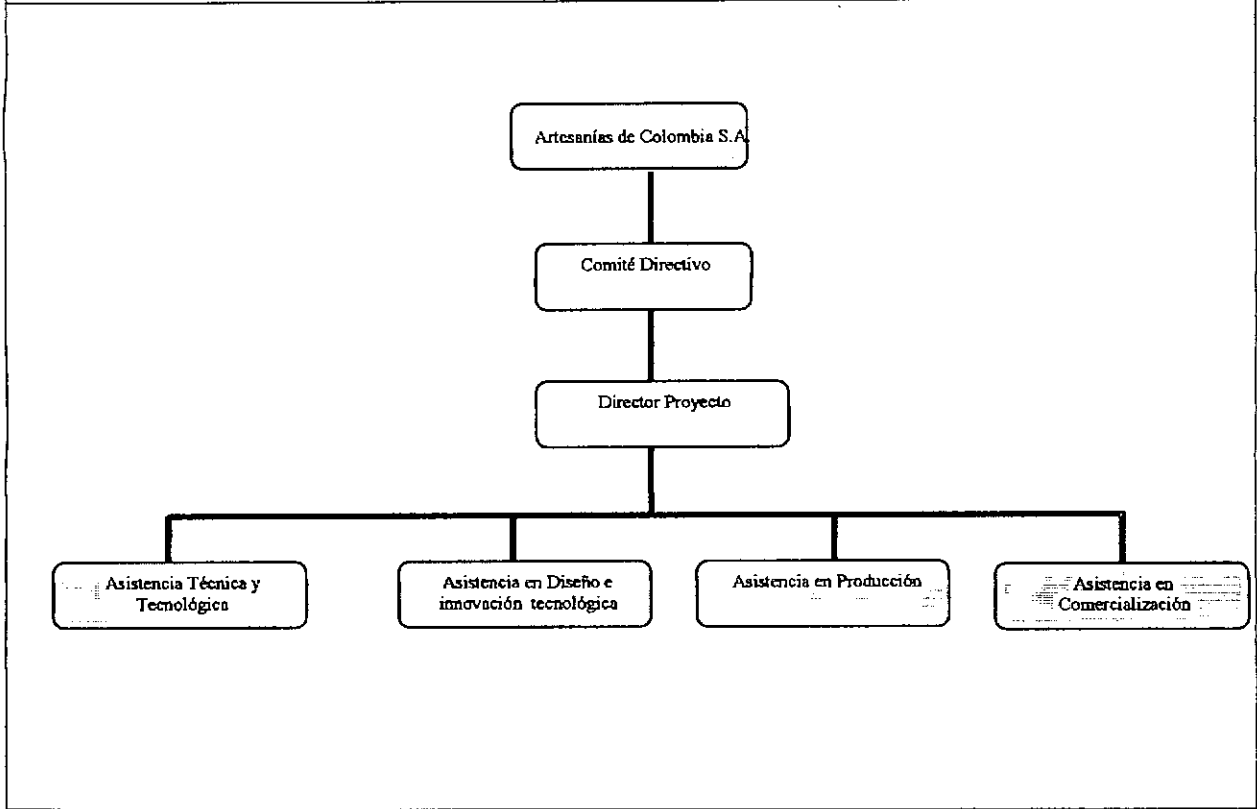 Artesanías de Colombia S.A.
Comité Directivo
Director Proyecto
Asistencia Técnica y
Tecnológica
Asistencia en Diseño e
innovación tecnológica
Asistencia en Producción
Asistencia en
Comercialización